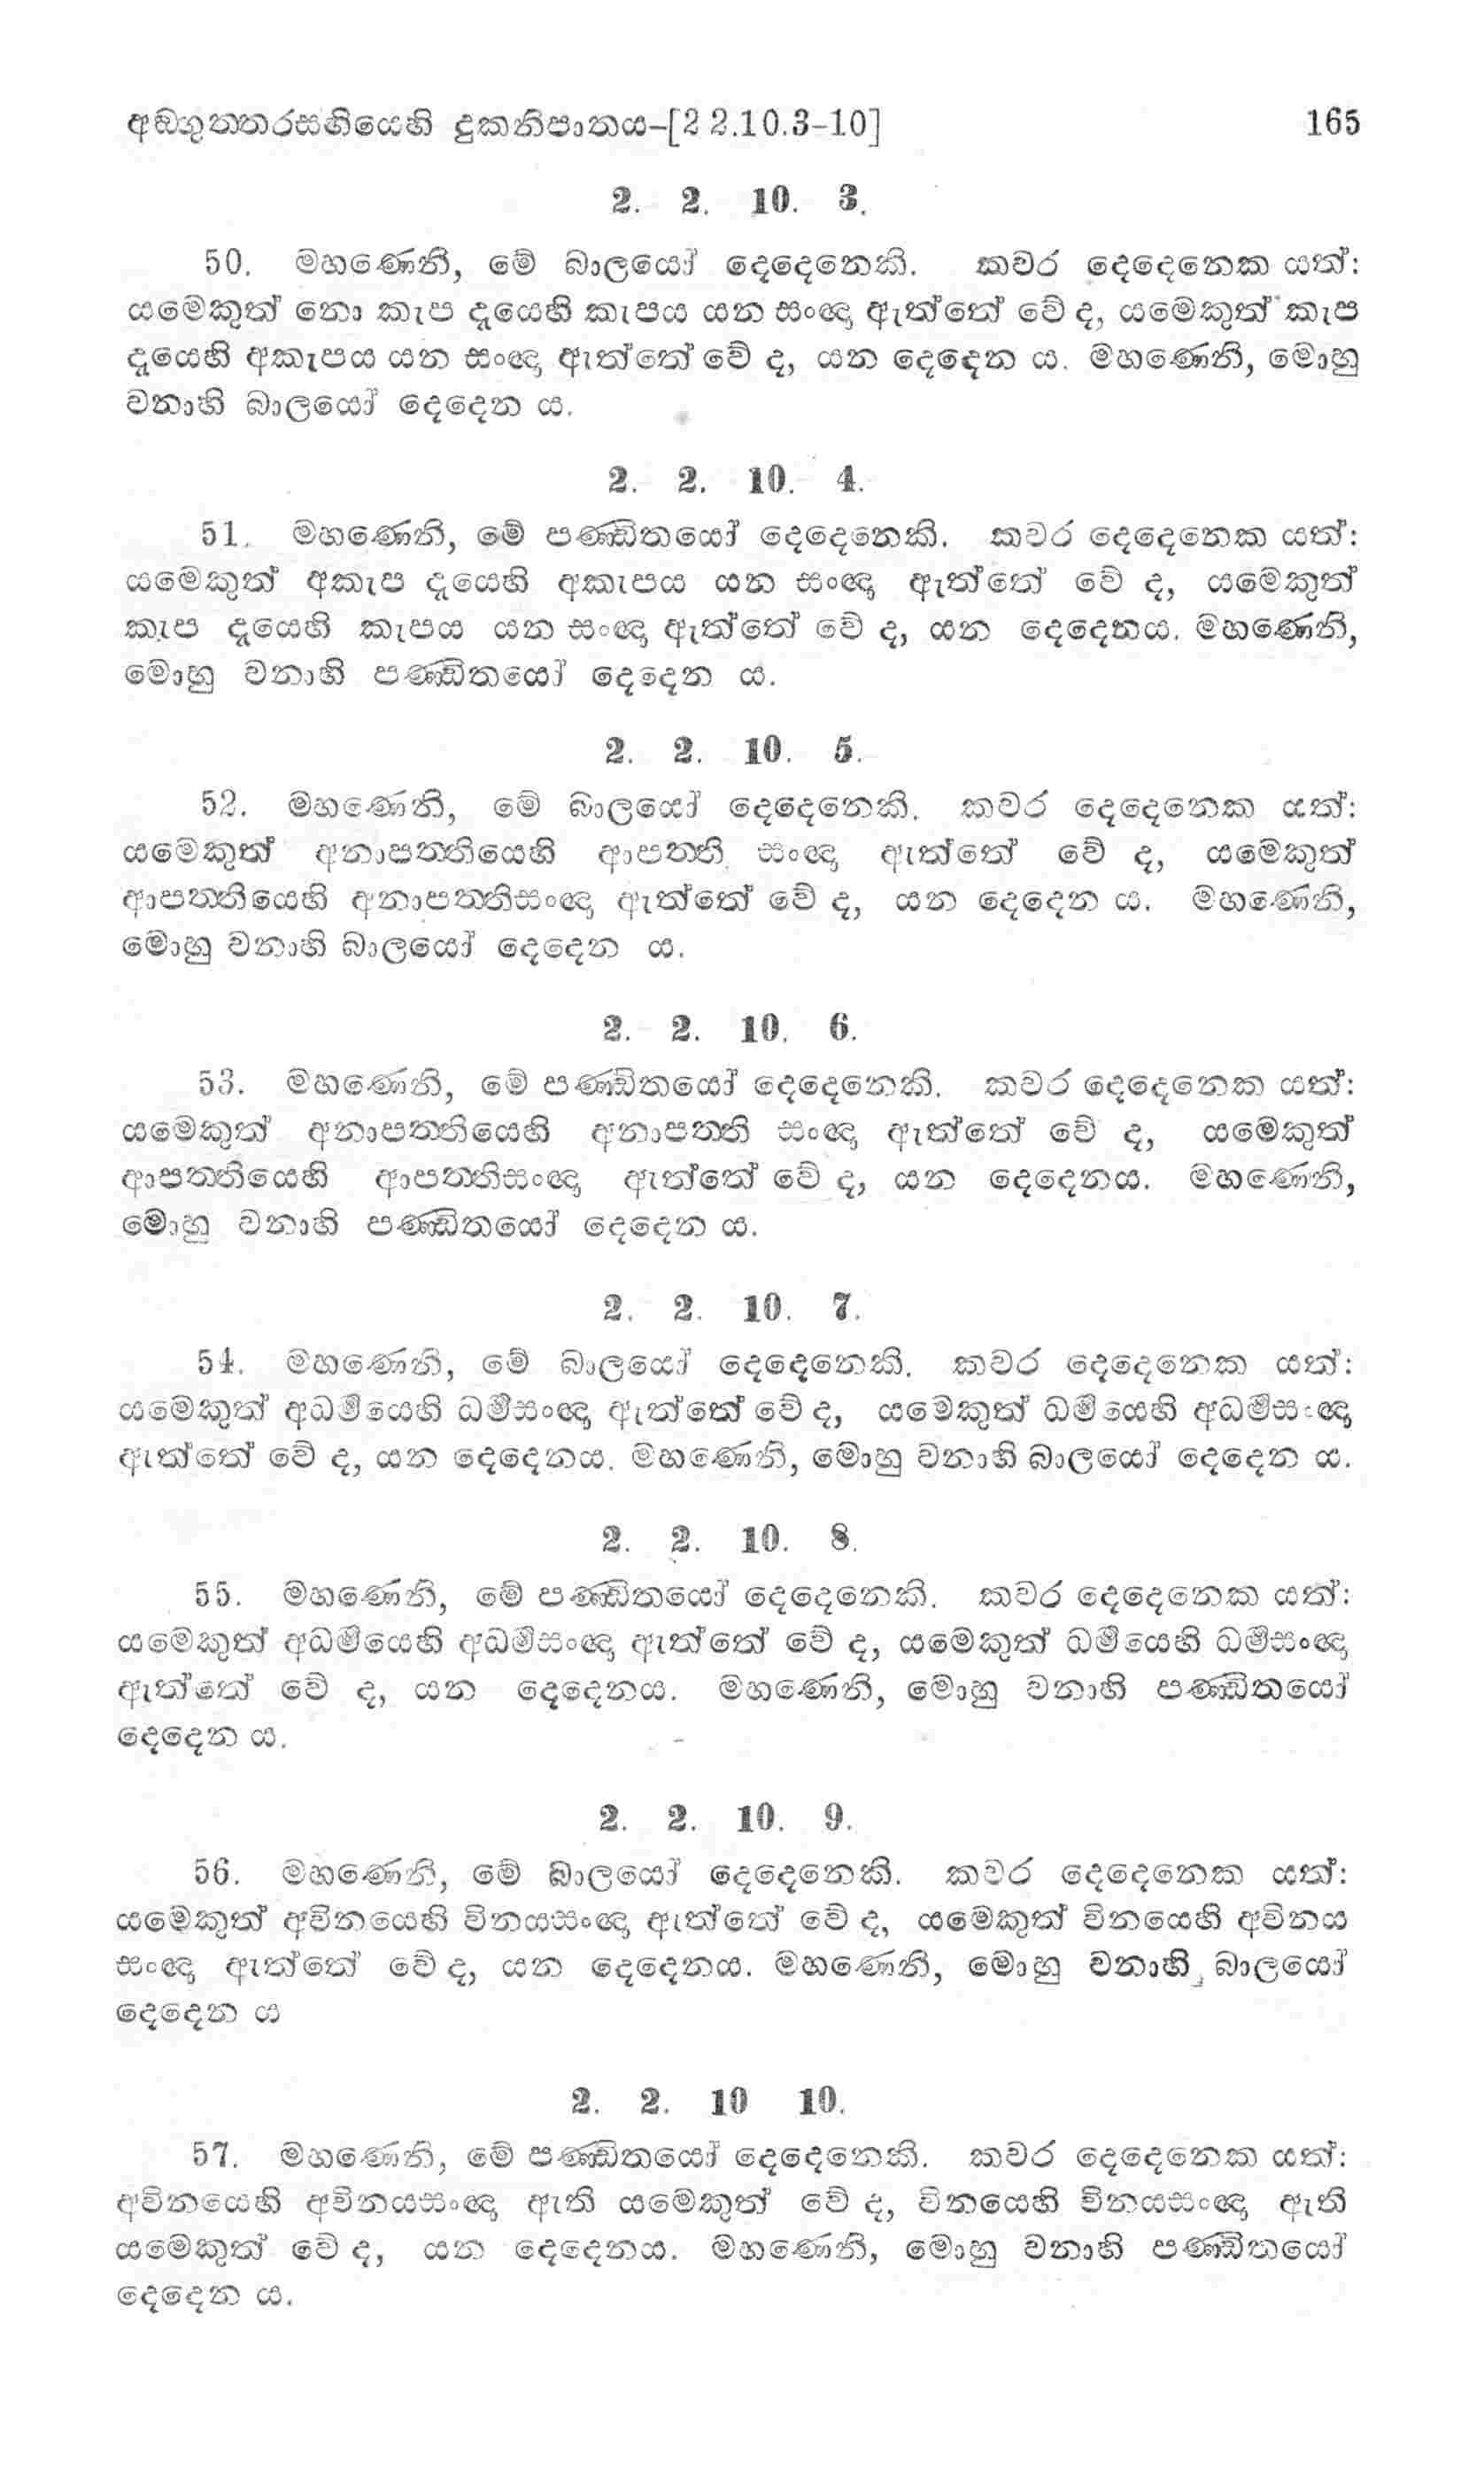 අඞ්ගුත්තරසඟියෙහි දුකනිපාතය-[2 2.10.3-10] 165
2. 2. 10. 3.
50. මහණෙනි, මේ බාලයෝ දෙදෙනෙකි. කවර දෙදෙනෙක යත්:
යමෙකුත් නො කැප දෑයෙහි කැපය යන සංඥා ඇත්තේ වේ ද, යමෙකුත් කැප
දෑයෙහි අකැපය යන සංඥා ඇත්තේ වේ ද, යන දෙදෙන ය. මහණෙනි, මොහු
වනාහි බාලයෝ දෙදෙන ය.
2. 2. 10. 4.
51. මහණෙනි, මේ පණ්ඩිතයෝ දෙදෙනෙකි. කවර දෙදෙනෙක යත්:
යමෙකුත් අකැප දෑයෙහි අකැපය යන සංඥා ඇත්තේ වේ ද, යමෙකුත්
කැප දෑයෙහි කැපය යන සංඥා ඇත්තේ වේ ද, යන දෙදෙනය. මහණෙනි,
මොහු වනාහි පණ්ඩිතයෝ දෙදෙන ය.
2. 2. 10. 5.
52. මහණෙනි, මේ බාලයෝ දෙදෙනෙකි. කවර දෙදෙනෙක යත්:
යමෙකුත් අනාපත්තියෙහි ආපත්ති සංඥා ඇත්තේ වේ ද, යමෙකුත්
ආපත්තියෙහි අනාපත්තිසංඥා ඇත්තේ වේ ද, යන දෙදෙන ය. මහණෙනි,
මොහු වනාහි බාලයෝ දෙදෙන ය.
2. 2. 10. 6.
53. මහණෙනි, මේ පණ්ඩිතයෝ දෙදෙනෙකි. කවර දෙදෙනෙක යත්:
යමෙකුත් අනාපත්තියෙහි අනාපත්ති සංඥා ඇත්තේ වේ ද, යමෙකුත්
ආපත්තියෙහි ආපත්තිසංඥා ඇත්තේ වේ ද, යන දෙදෙනය. මහණෙනි,
මොහු වනාහි පණ්ඩිතයෝ දෙදෙන ය.
2. 2. 10. 7.
54. මහණෙනි, මේ බාලයෝ දෙදෙනෙකි. කවර දෙදෙනෙක යත්:
යමෙකුත් අධර්‍මයෙහි ධර්‍මසංඥා ඇත්තේ වේ ද, යමෙකුත් ධර්‍මයෙහි අධර්‍මසංඥා
ඇත්තේ වේ ද, යන දෙදෙනය. මහණෙනි, මොහු වනාහි බාලයෝ දෙදෙන ය.
2. 2. 10. 8.
55. මහණෙනි, මේ පණ්ඩිතයෝ දෙදෙනෙකි. කවර දෙදෙනෙක යත්:
යමෙකුත් අධර්‍මයෙහි අධර්‍මසංඥා ඇත්තේ වේ ද, යමෙකුත් ධර්‍මයෙහි ධර්‍මසංඥා
ඇත්තේ වේ ද, යන දෙදෙනය. මහණෙනි, මොහු වනාහි පණ්ඩිතයෝ
දෙදෙන ය.
2. 2. 10. 9.
56. මහණෙනි, මේ බාලයෝ දෙදෙනෙකි. කවර දෙදෙනෙක යත්:
යමෙකුත් අවිනයෙහි විනයසංඥා ඇත්තේ වේ ද, යමෙකුත් විනයෙහි අවිනය
සංඥා ඇත්තේ වේ ද, යන දෙදෙනය. මහණෙනි, මොහු වනාහි බාලයෝ
දෙදෙන ය
2. 2. 10 10.
57. මහණෙනි, මේ පණ්ඩිතයෝ දෙදෙනෙකි. කවර දෙදෙනෙක යත්:
අවිනයෙහි අවිනයසංඥා ඇති යමෙකුත් වේ ද, විනයෙහි විනයසංඥා ඇති
යමෙකුත් වේ ද, යන දෙදෙනය. මහණෙනි, මොහු වනාහි පණ්ඩිතයෝ
දෙදෙන ය.